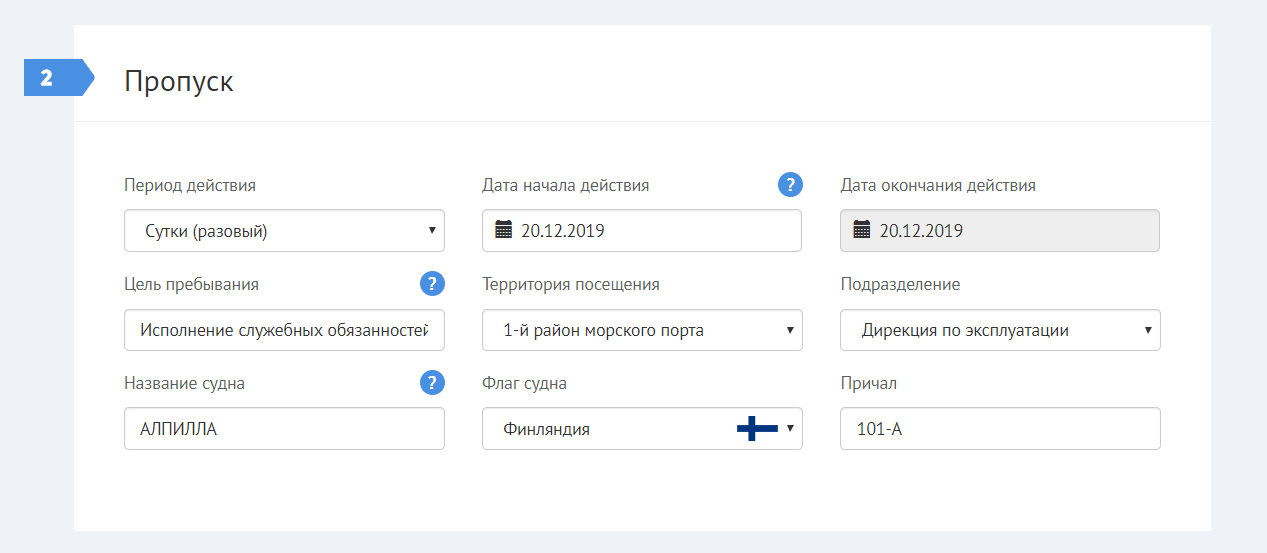 2
Пропуск
Период действия
Дата начала действия ?
Дата окончания действия
Сутки (разовый)
20.12.2019
20.12.2019
Цель пребывания ?
Территория посещения
Подразделение
Исполнение служебных обязанностей
1-й район морского порта
Дирекция по эксплуатации
Название судна ?
Флаг судна
Причал
АЛПИЛЛА
Финляндия
101-А